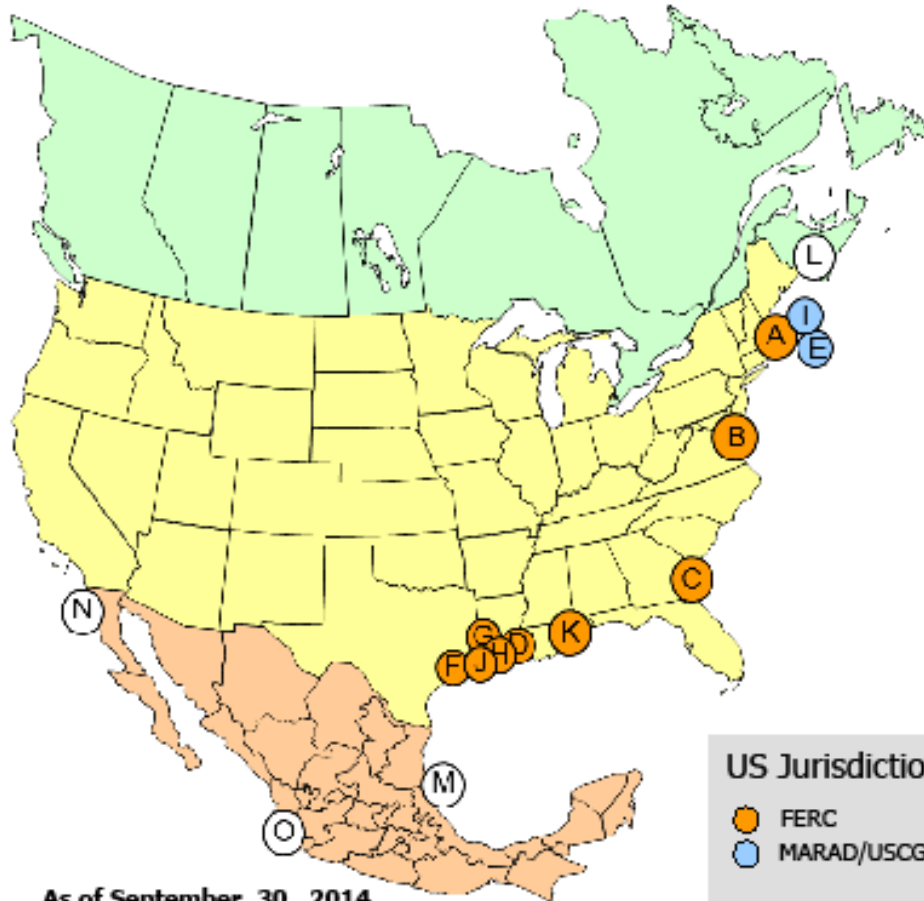 L
I
A
E
B
C
N
G
D
K
H
J
F
M
O
US Jurisdictio
FERC
MARAD/USCG
As of September 30, 2014